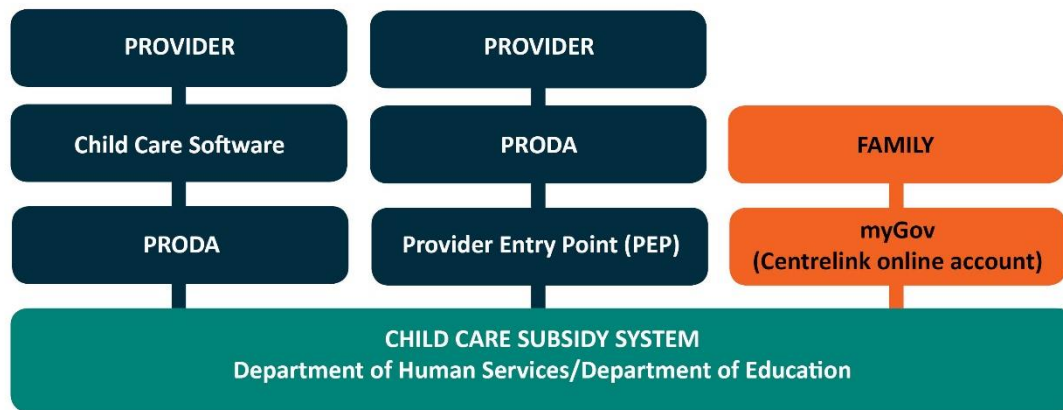 PROVIDER
Child Care Software
PRODA
PROVIDER
PRODA
Provider Entry Point (PEP)
FAMILY
myGov
(Centrelink online account)
CHILD CARE SUBSIDY SYSTEM
Department of Human Services/Department of Education